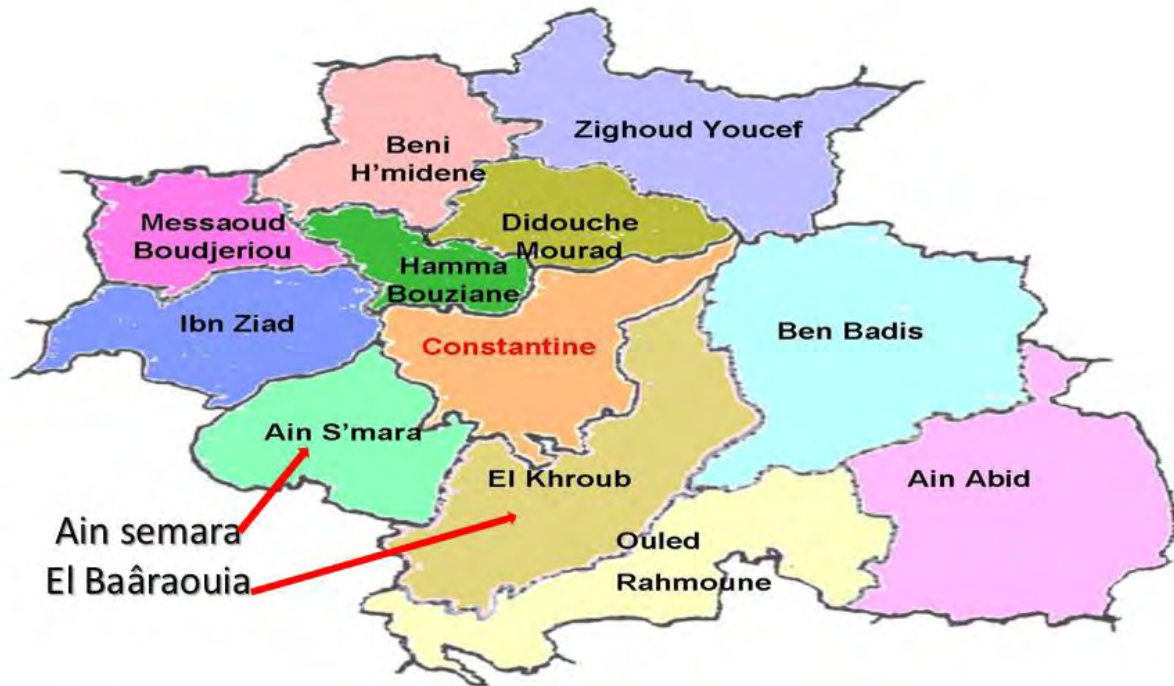 Zighoud Youcef
Beni
H'midene
Messaoud
Boudjeriou
Didouche
Mourad
Hamma
Bouziane
Ibn Ziad
Constantine
Ben Badis
Ain S'mara
El Khroub
Ain Abid
Ouled
Rahmoune
Ain semara
El Baâraouia